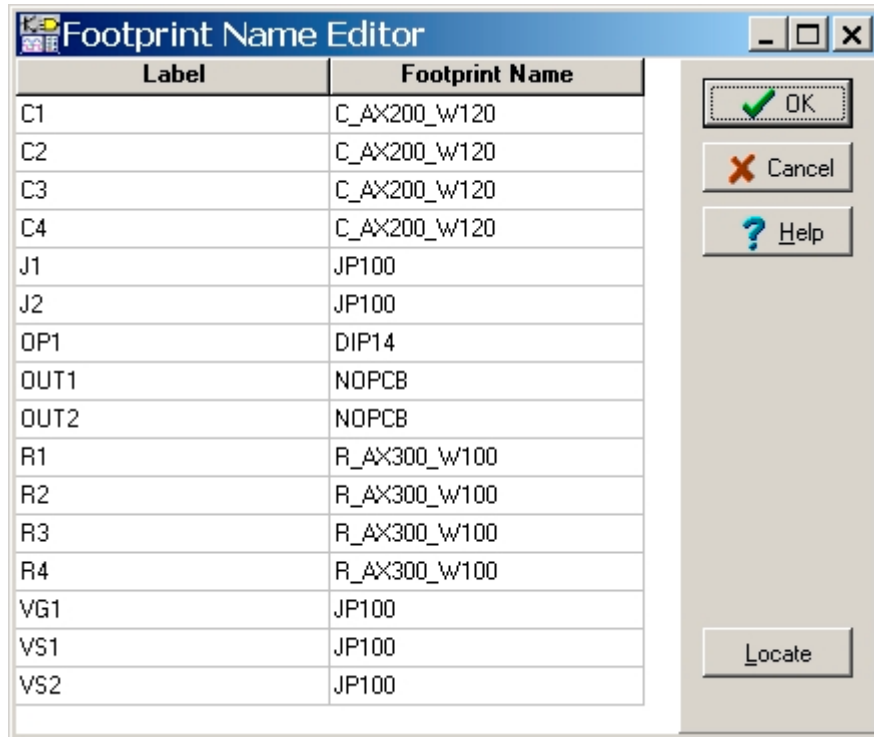 Footprint Name Editor
Label Footprint Name
C1 C_AX200_W120
C2 C_AX200_W120
C3 C_AX200_W120
C4 C_AX200_W120
J1 JP100
J2 JP100
OP1 DIP14
OUT1 NOPCB
OUT2 NOPCB
R1 R_AX300_W100
R2 R_AX300_W100
R3 R_AX300_W100
R4 R_AX300_W100
VG1 JP100
VS1 JP100
VS2 JP100
OK
Cancel
Help
Locate